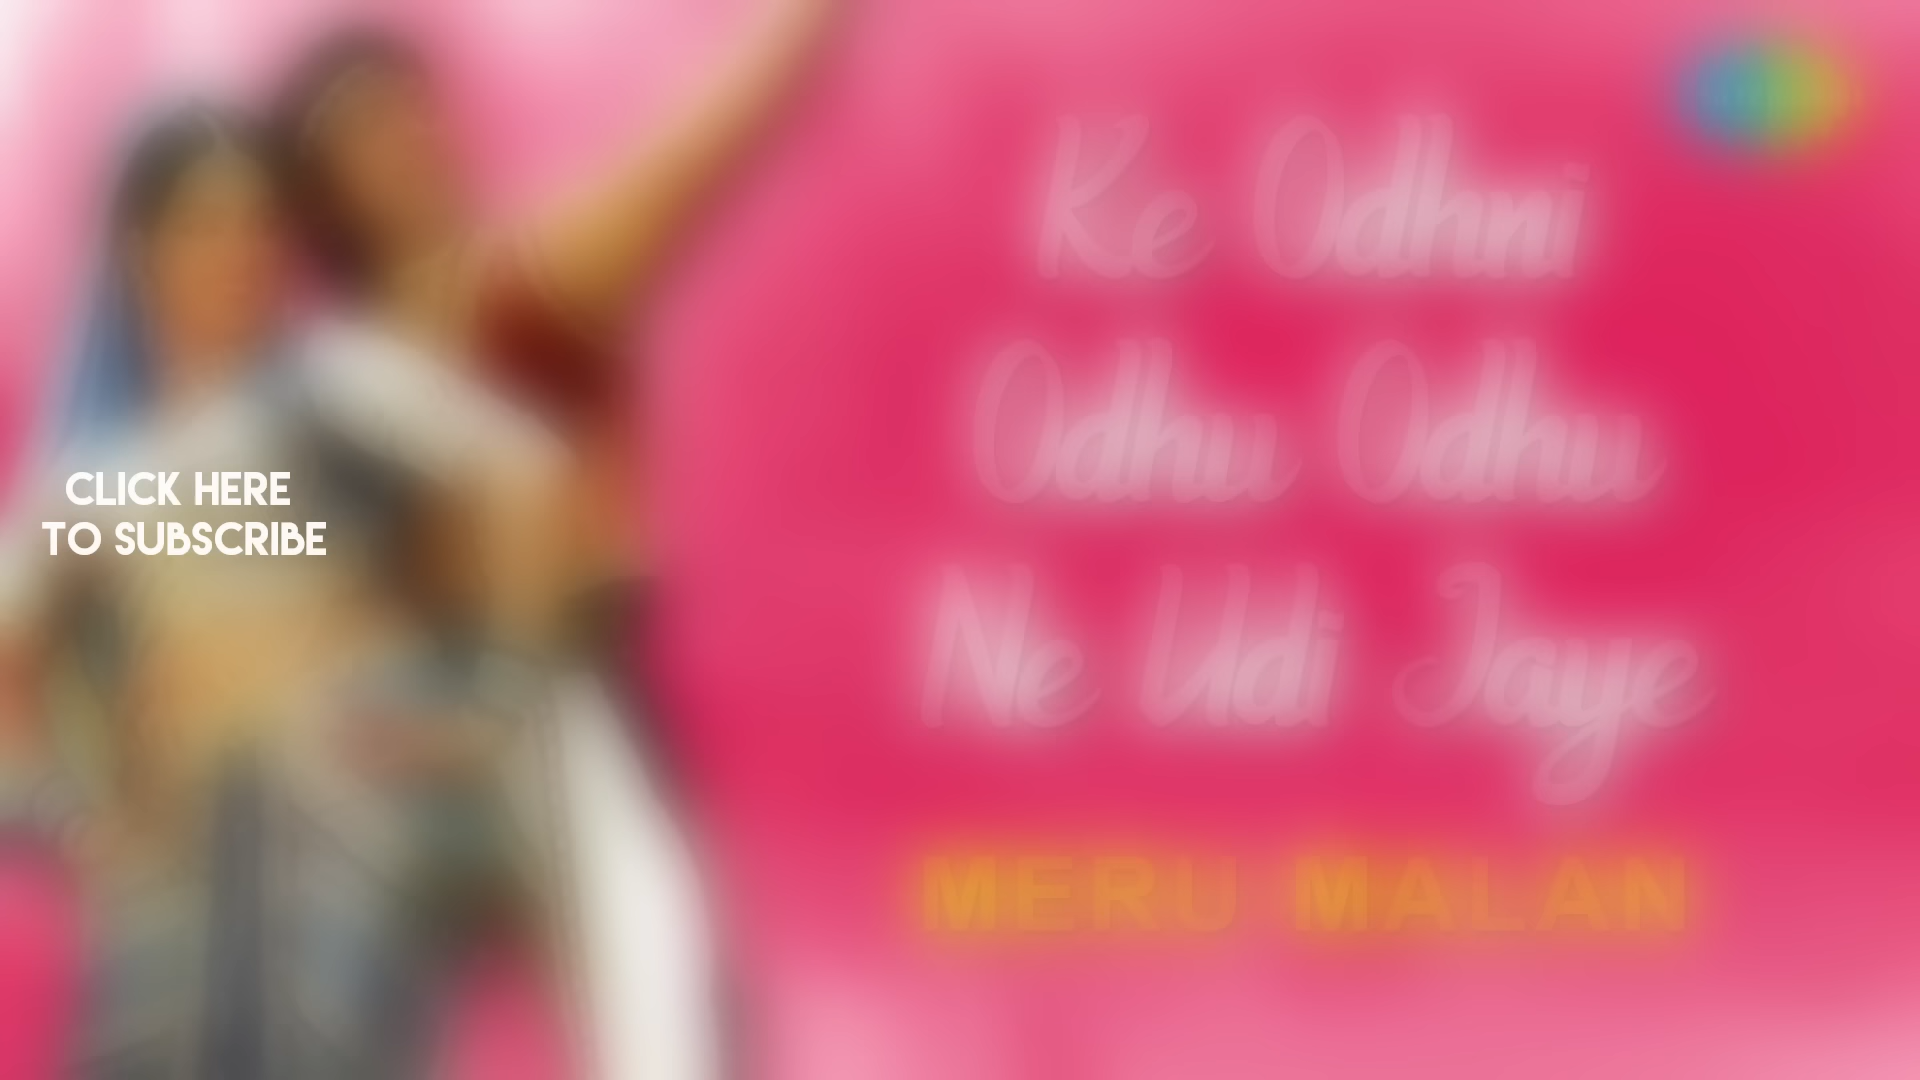 Ke Odhni
Odhu Odhu
Ne Udi Jaye
MERU MALAN
CLICK HERE
TO SUBSCRIBE